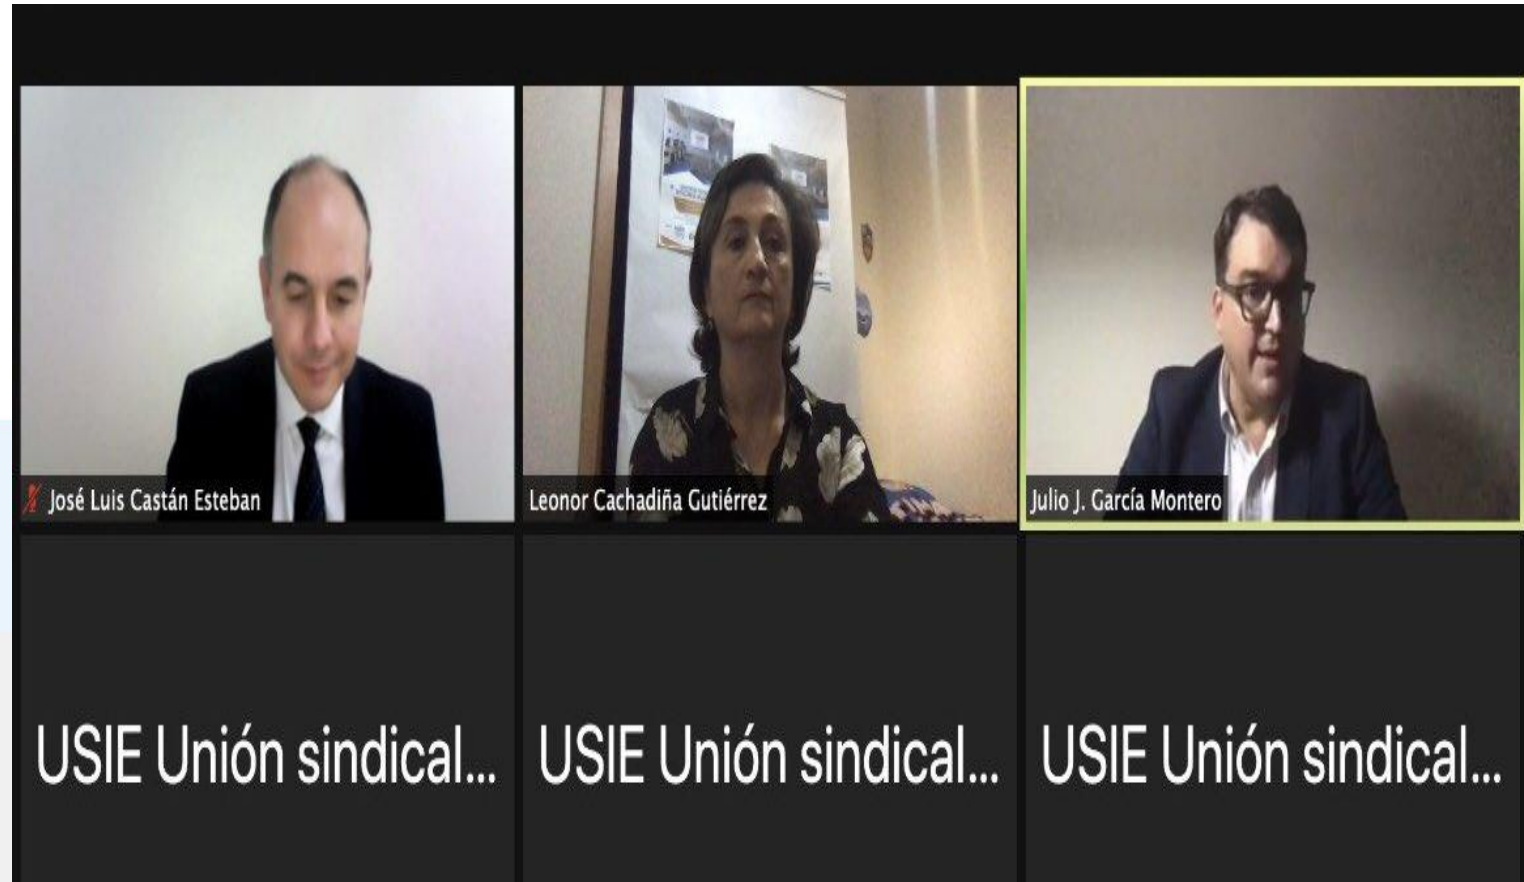 José Luis Castán Esteban
Leonor Cachadiña Gutiérrez
Julio J. García Montero
USIE Unión sindical...
USIE Unión sindical...
USIE Unión sindical...